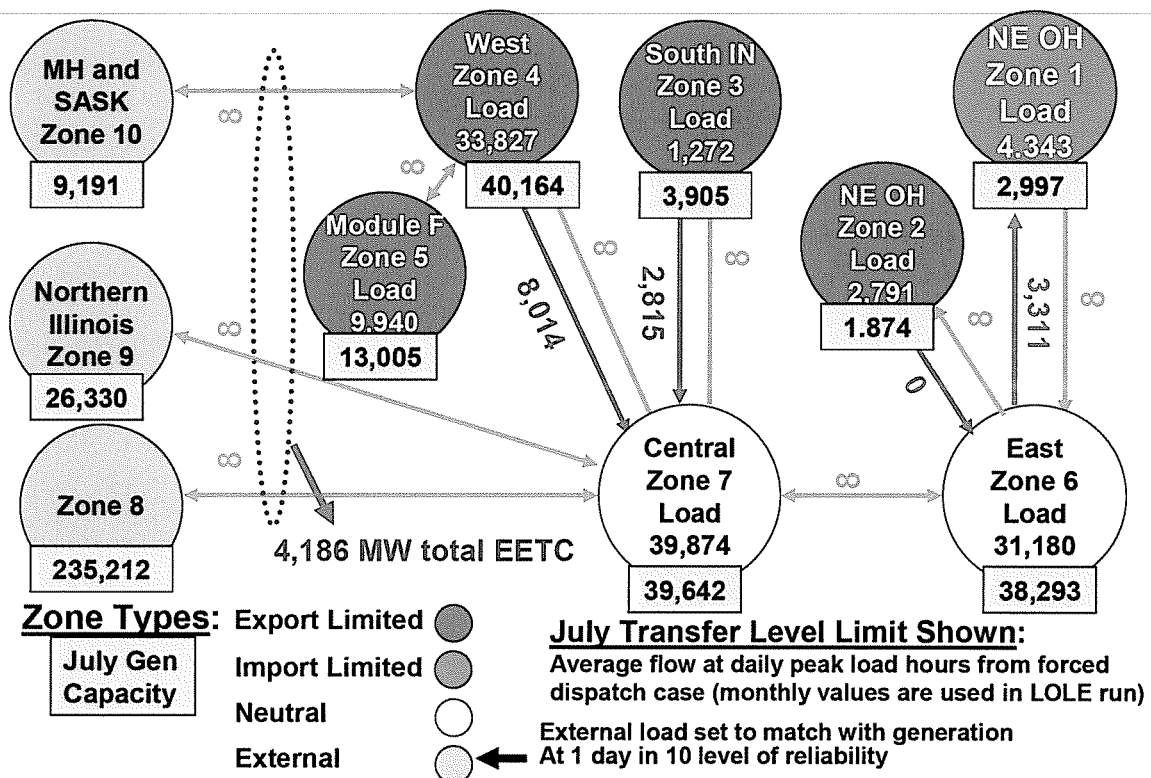 MH and
SASK
Zone 10
9,191
∞
West
Zone 4
Load
33,827
40,164
South IN
Zone 3
Load
1,272
3,905
NE OH
Zone 1
Load
4.343
2,997
∞
Module F
Zone 5
Load
9.940
13,005
NE OH
Zone 2
Load
2,791
1.874
Northern
Illinois
Zone 9
26,330
∞
8,014
∞
2,815
∞
0
∞
3,311
∞
Zone 8
235,212
∞
4,186 MW total EETC
Central
Zone 7
Load
39,874
39,642
∞
East
Zone 6
Load
31,180
38,293
Zone Types:
July Gen
Capacity
Export Limited
Import Limited
Neutral
External
July Transfer Level Limit Shown:
Average flow at daily peak load hours from forced
dispatch case (monthly values are used in LOLE run)
External load set to match with generation
At 1 day in 10 level of reliability